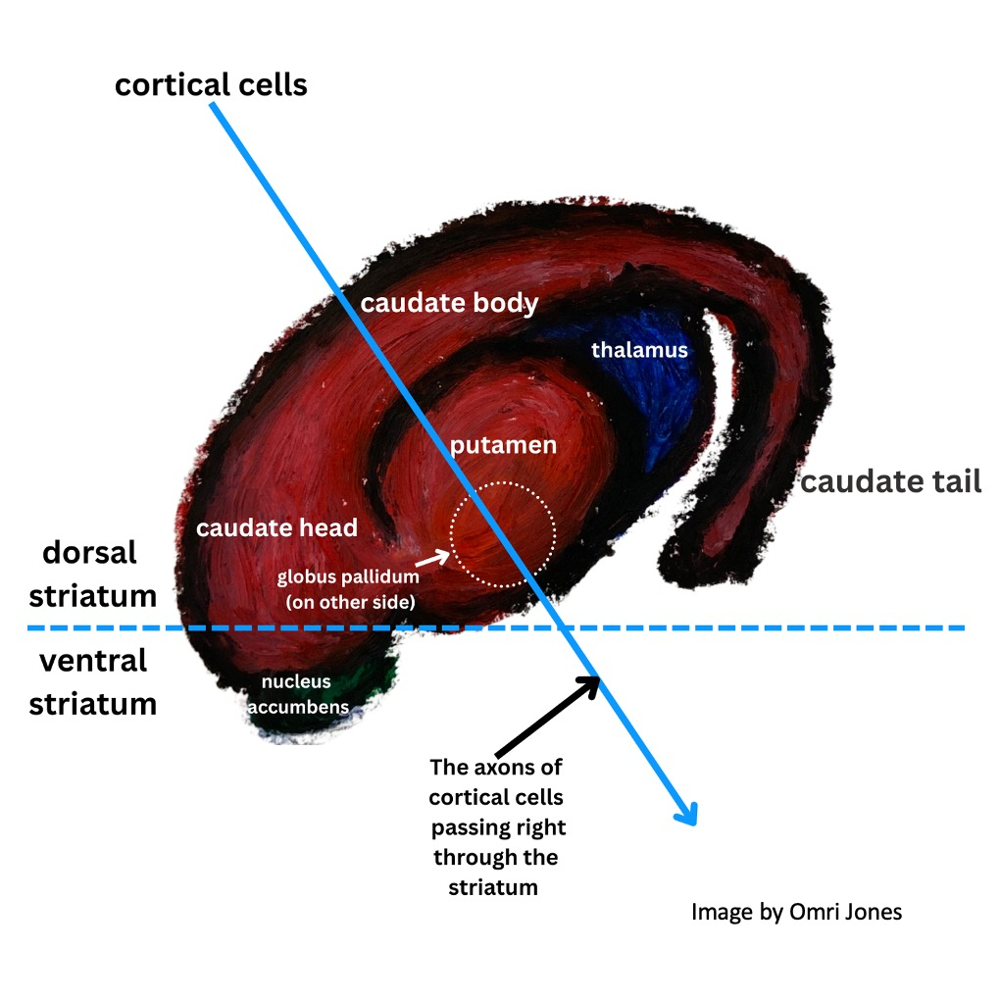 cortical cells
caudate body
thalamus
putamen
caudate tail
caudate head
dorsal
striatum
globus pallidum
(on other side)
ventral
striatum
nucleus
accumbens
The axons of
cortical cells
passing right
through the
striatum
Image by Omri Jones